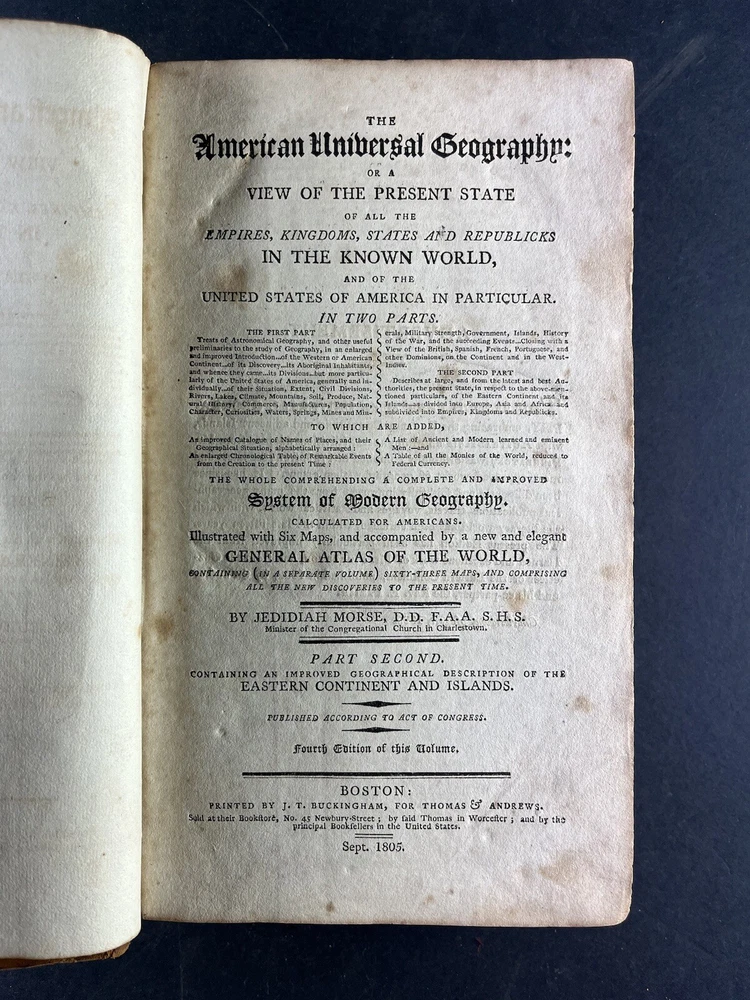 THE
American Universal Geography:
OR A
VIEW OF THE PRESENT STATE
OF ALL THE
EMPIRES, KINGDOMS, STATES AND REPUBLICKS
IN THE KNOWN WORLD,
AND OF THE
UNITED STATES OF AMERICA IN PARTICULAR.
IN TWO PARTS.
THE FIRST PART
Treats of Astronomical Geography, and other useful
preliminaries to the study of Geography, in an enlarged
and improved Introduction...of the Western or American
Continent...of its Discovery...its Aboriginal Inhabitants,
and whence they came...its Divisions...but more particu-
larly of the United States of America, generally and in-
dividually...of their Situation, Extent, Civil Divisions,
Rivers, Lakes, Climate, Mountains, Soil, Produce, Nat-
ural History, Commerce, Manufactures, Population,
Character, Curiosities, Waters, Springs, Mines and Min-
erals, Military Strength, Government, Islands, History
of the War, and the succeeding Events...Closing with a
View of the British, Spanish, French, Portuguese, and
other Dominions, on the Continent and in the West-
Indies.
THE SECOND PART
Describes at large, and from the latest and best Au-
thorities, the present State, in respect to the above-men-
tioned particulars, of the Eastern Continent and its
Islands...as divided into Europe, Asia and Africa and
subdivided into Empires, Kingdoms and Republicks.
TO WHICH ARE ADDED,
An improved Catalogue of Names of Places, and their
Geographical Situation, alphabetically arranged:
An enlarged Chronological Table, of Remarkable Events
from the Creation to the present Time:
A List of Ancient and Modern learned and eminent
Men:—and
A Table of all the Monies of the World, reduced to
Federal Currency.
THE WHOLE COMPREHENDING A COMPLETE AND IMPROVED
System of Modern Geography.
CALCULATED FOR AMERICANS.
Illustrated with Six Maps, and accompanied by a new and elegant
GENERAL ATLAS OF THE WORLD,
CONTAINING (IN A SEPARATE VOLUME) SIXTY-THREE MAPS, AND COMPRISING
ALL THE NEW DISCOVERIES TO THE PRESENT TIME.
BY JEDIDIAH MORSE, D.D. F.A.A. S.H.S.
Minister of the Congregational Church in Charlestown.
PART SECOND.
CONTAINING AN IMPROVED GEOGRAPHICAL DESCRIPTION OF THE
EASTERN CONTINENT AND ISLANDS.
PUBLISHED ACCORDING TO ACT OF CONGRESS.
Fourth Edition of this Volume.
BOSTON:
PRINTED BY J. T. BUCKINGHAM, FOR THOMAS & ANDREWS.
Sold at their Bookſtore, No. 45 Newbury-Street; by ſaid Thomas in Worceſter; and by the
principal Bookſellers in the United States.
Sept. 1805.